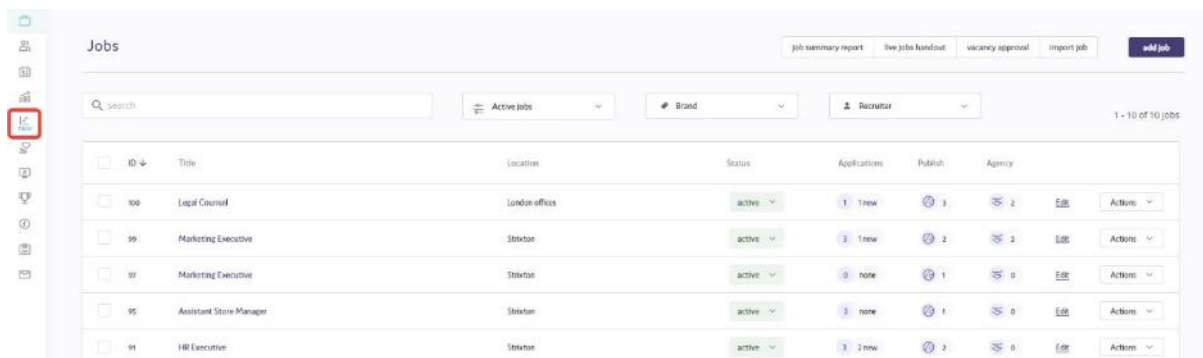 Jobs
job summary report live jobs handout vacancy approval import job add job
search
Active jobs Brand Recruiter
1 - 10 of 10 jobs
ID Title Location Status Applications Publish Agency
100 Legal Counsel London offices active 1 1 new 3 2 Edit Actions
99 Marketing Executive Strixton active 3 1 new 2 2 Edit Actions
97 Marketing Executive Strixton active 0 none 1 0 Edit Actions
95 Assistant Store Manager Strixton active 3 none 1 0 Edit Actions
91 HR Executive Strixton active 3 2 new 2 0 Edit Actions